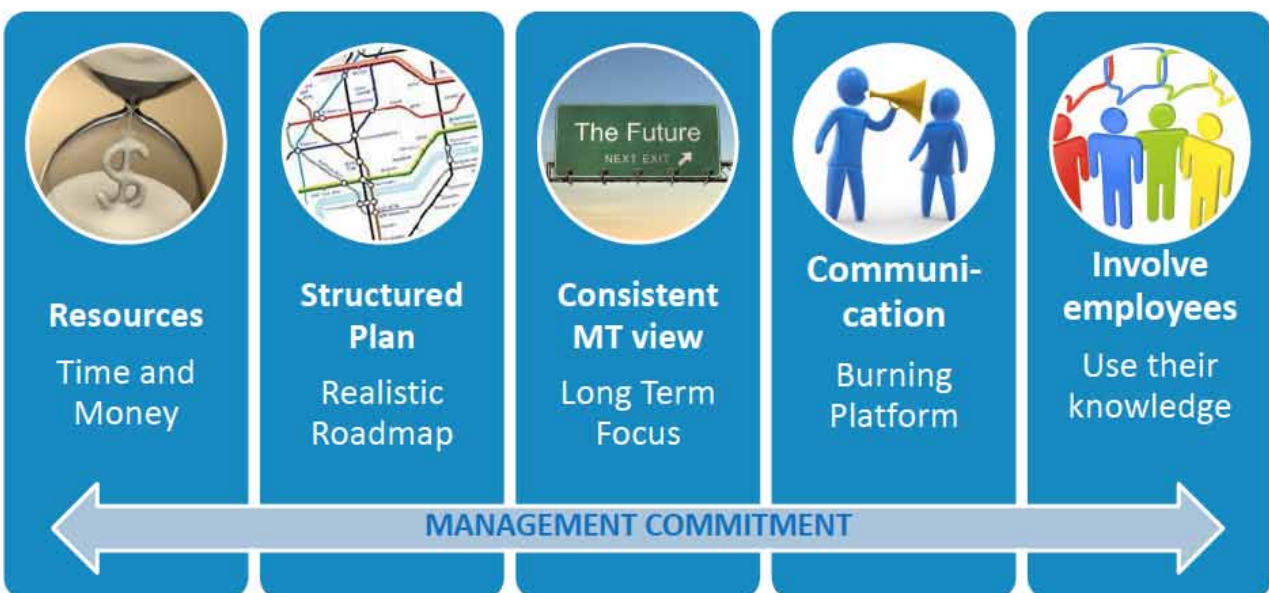 Resources
Time and
Money
Structured
Plan
Realistic
Roadmap
The Future
NEXT EXIT
Consistent
MT view
Long Term
Focus
Communi-
cation
Burning
Platform
Involve
employees
Use their
knowledge
MANAGEMENT COMMITMENT